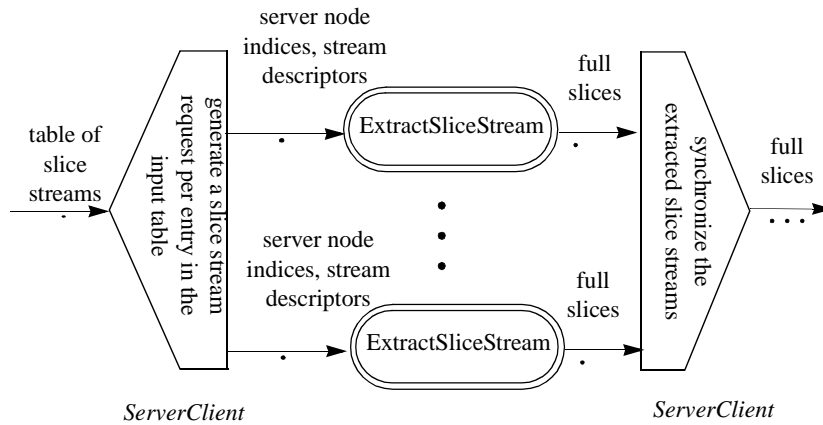 table of
slice
streams
generate a slice stream
request per entry in the
input table
ServerClient
server node
indices, stream
descriptors
ExtractSliceStream
full
slices
server node
indices, stream
descriptors
ExtractSliceStream
full
slices
synchronize the
extracted slice streams
ServerClient
full
slices